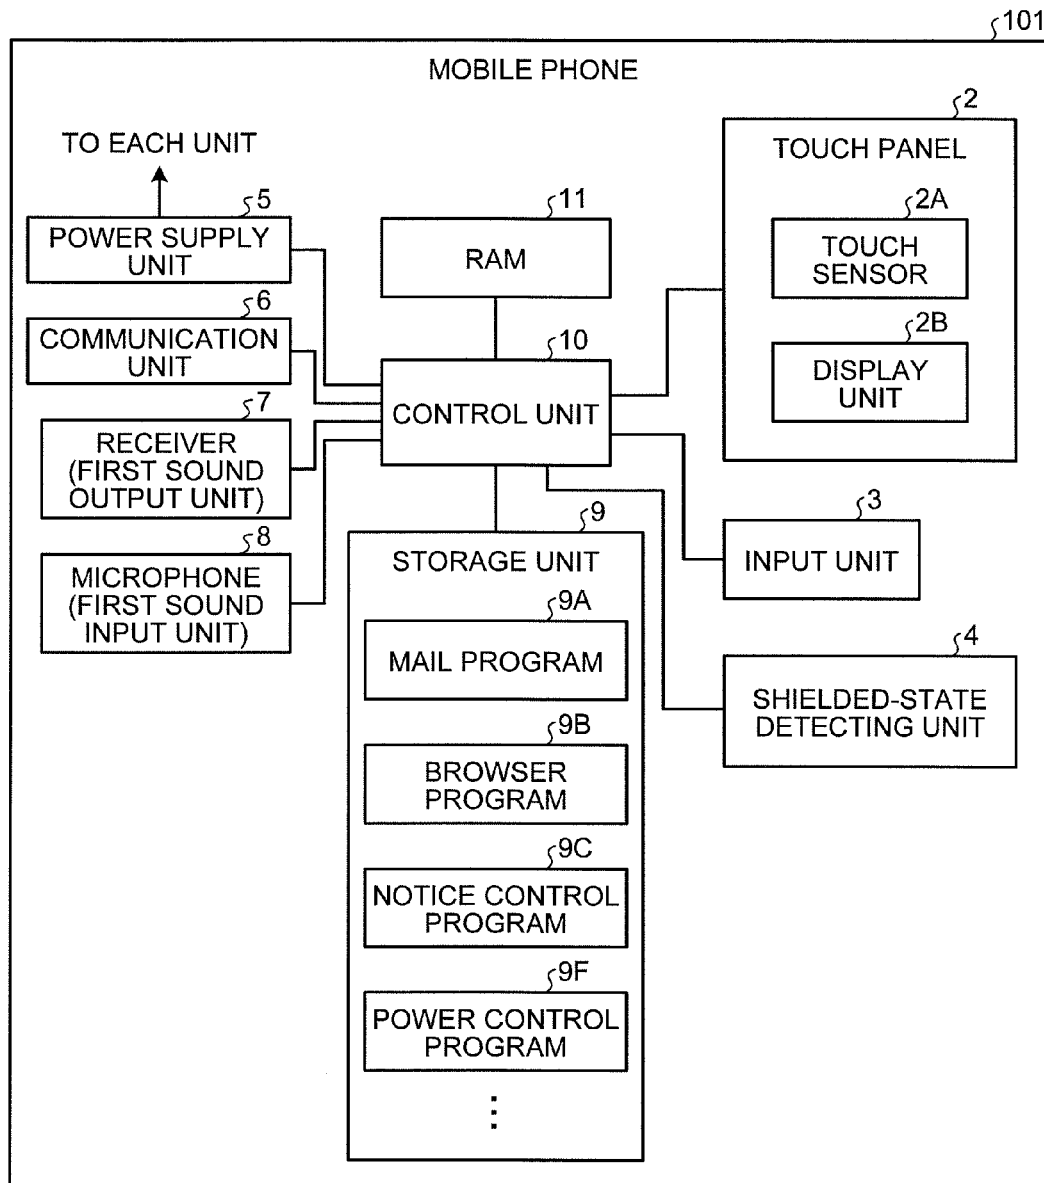 101
MOBILE PHONE
TO EACH UNIT
5
POWER SUPPLY
UNIT
6
COMMUNICATION
UNIT
7
RECEIVER
(FIRST SOUND
OUTPUT UNIT)
8
MICROPHONE
(FIRST SOUND
INPUT UNIT)
11
RAM
10
CONTROL UNIT
9
STORAGE UNIT
9A
MAIL PROGRAM
9B
BROWSER
PROGRAM
9C
NOTICE CONTROL
PROGRAM
9F
POWER CONTROL
PROGRAM
2
TOUCH PANEL
2A
TOUCH
SENSOR
2B
DISPLAY
UNIT
3
INPUT UNIT
4
SHIELDED-STATE
DETECTING UNIT